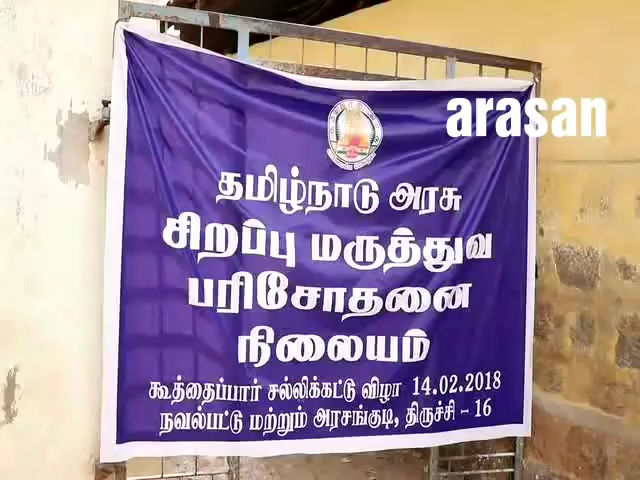 arasan
தமிழ்நாடு அரசு
சிறப்பு மருத்துவ
பரிசோதனை
நிலையம்
கூத்தைப்பார் சல்லிக்கட்டு விழா 14.02.2018
நவல்பட்டு மற்றும் அரசங்குடி, திருச்சி - 16